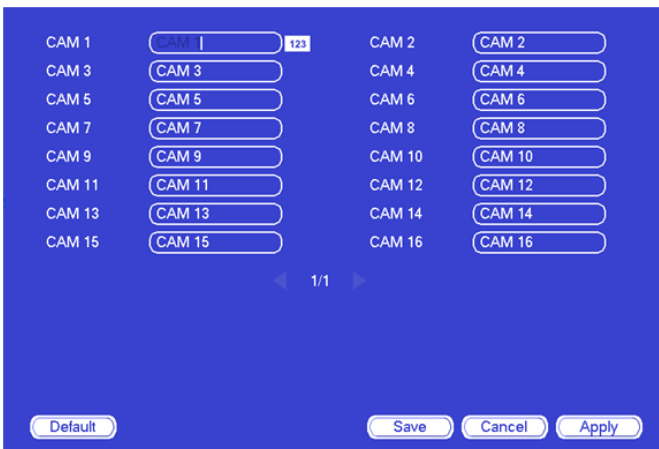 CAM 1 CAM 1 123 CAM 2 CAM 2
CAM 3 CAM 3 CAM 4 CAM 4
CAM 5 CAM 5 CAM 6 CAM 6
CAM 7 CAM 7 CAM 8 CAM 8
CAM 9 CAM 9 CAM 10 CAM 10
CAM 11 CAM 11 CAM 12 CAM 12
CAM 13 CAM 13 CAM 14 CAM 14
CAM 15 CAM 15 CAM 16 CAM 16
1/1
Default Save Cancel Apply